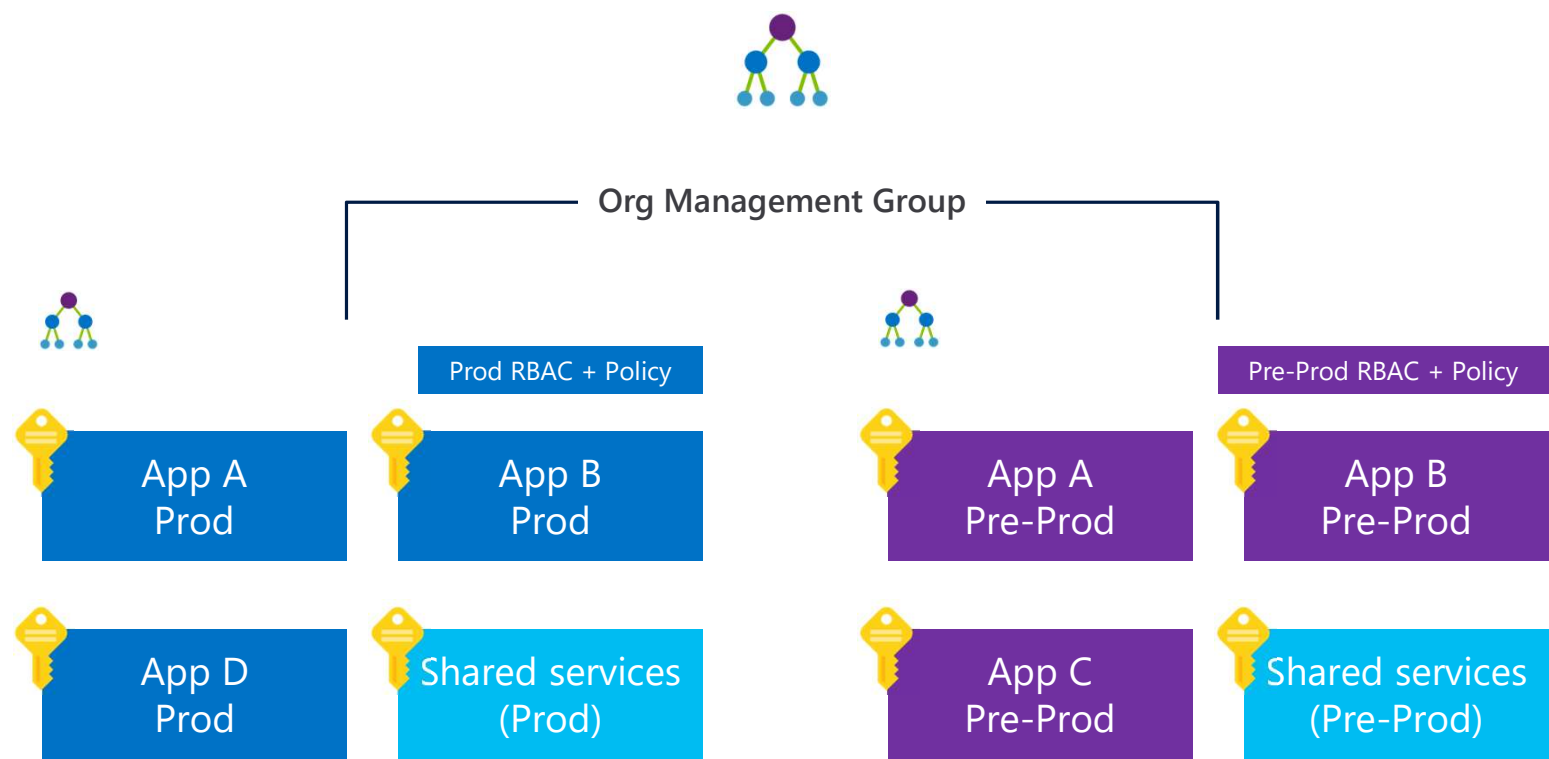 Org Management Group
Prod RBAC + Policy
Pre-Prod RBAC + Policy
App A
Prod
App B
Prod
App A
Pre-Prod
App B
Pre-Prod
App D
Prod
Shared services
(Prod)
App C
Pre-Prod
Shared services
(Pre-Prod)